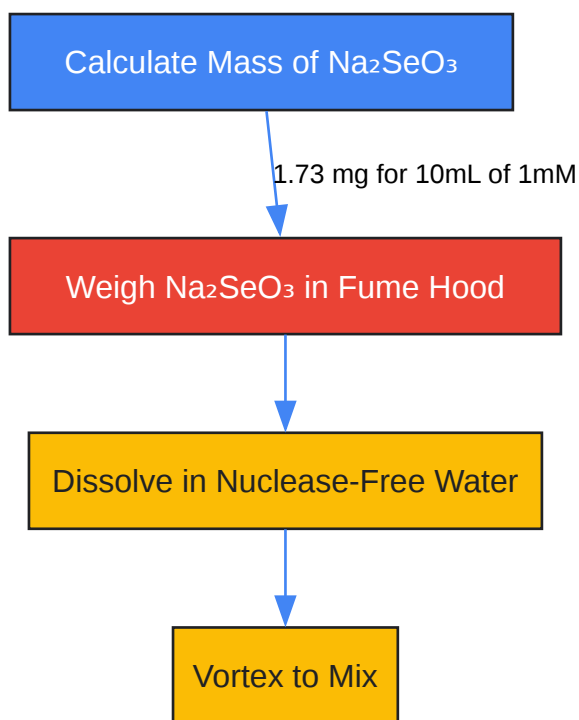 Calculate Mass of Na₂SeO₃
1.73 mg for 10mL of 1mM
Weigh Na₂SeO₃ in Fume Hood
Dissolve in Nuclease-Free Water
Vortex to Mix